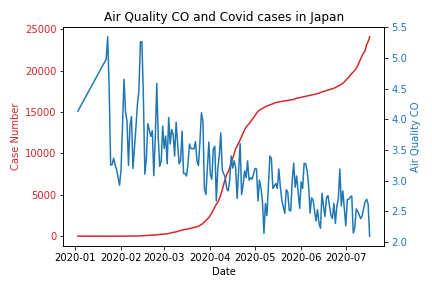 Air Quality CO and Covid cases in Japan
25000
20000
15000
10000
5000
0
Case Number
5.5
5.0
4.5
4.0
3.5
3.0
2.5
2.0
Air Quality CO
2020-01 2020-02 2020-03 2020-04 2020-05 2020-06 2020-07
Date